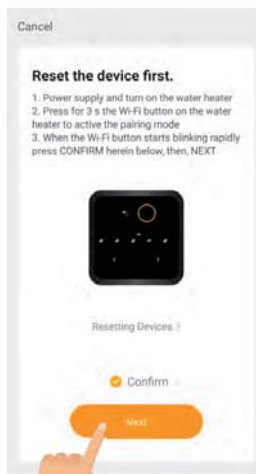 Cancel
Reset the device first.
1. Power supply and turn on the water heater
2. Press for 3 s the Wi-Fi button on the water
heater to active the pairing mode
3. When the Wi-Fi button starts blinking rapidly
press CONFIRM herein below, then, NEXT
Resetting Devices
Confirm
Next